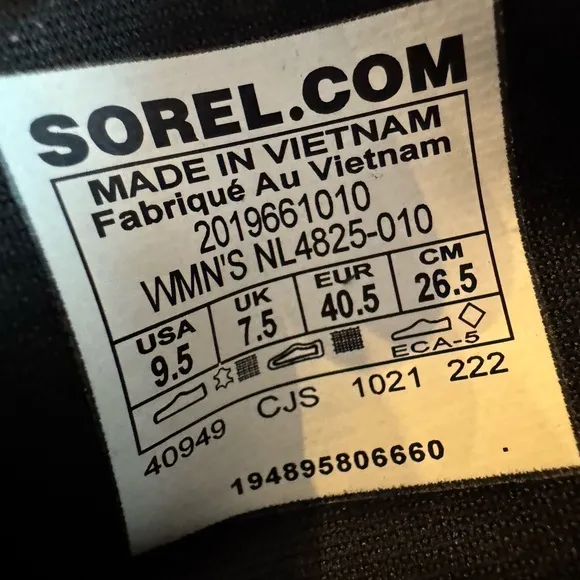 SOREL.COM
MADE IN VIETNAM
Fabriqué Au Vietnam
2019661010
WMN'S NL4825-010
USA UK EUR CM
9.5 7.5 40.5 26.5
ECA-5
40949 CJS 1021 222
194895806660